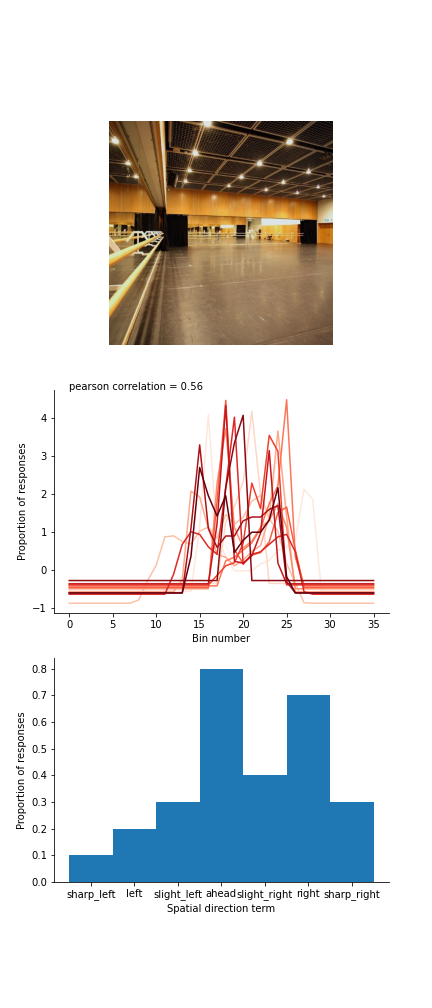 pearson correlation = 0.56
Proportion of responses
4
3
2
1
0
−1
0 5 10 15 20 25 30 35
Bin number
Proportion of responses
0.8
0.7
0.6
0.5
0.4
0.3
0.2
0.1
0.0
sharp_left left slight_left ahead slight_right right sharp_right
Spatial direction term